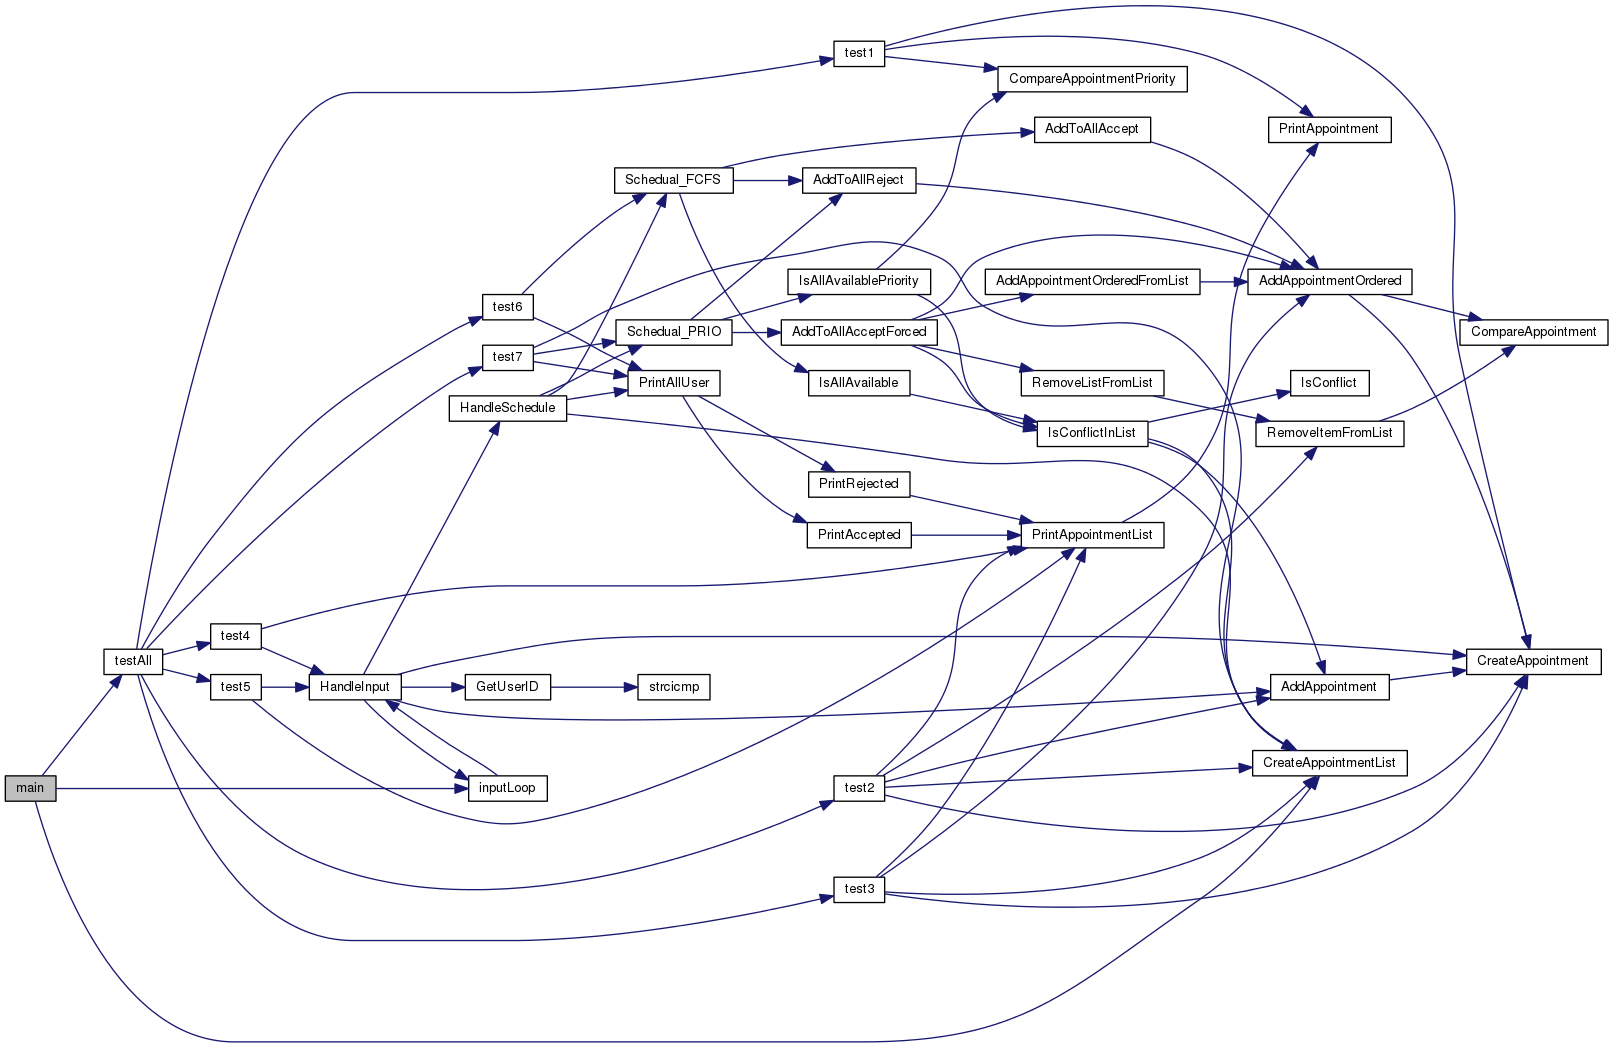 test1
CompareAppointmentPriority
AddToAllAccept
PrintAppointment
Schedual_FCFS
AddToAllReject
IsAllAvailablePriority
AddAppointmentOrderedFromList
AddAppointmentOrdered
test6
Schedual_PRIO
AddToAllAcceptForced
CompareAppointment
test7
PrintAllUser
IsAllAvailable
RemoveListFromList
IsConflict
HandleSchedule
IsConflictInList
RemoveItemFromList
PrintRejected
PrintAccepted
PrintAppointmentList
test4
testAll
CreateAppointment
test5
HandleInput
GetUserID
strcicmp
AddAppointment
main
inputLoop
test2
CreateAppointmentList
test3